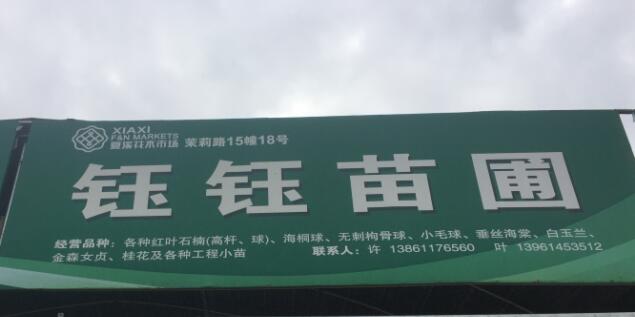 XIAXI
F&N MARKETS
夏溪花木市场 茉莉路15幢18号
钰钰苗圃
经营品种：各种红叶石楠(高杆、球)、海桐球、无刺枸骨球、小毛球、垂丝海棠、白玉兰、
金森女贞、桂花及各种工程小苗 联系人：许 13861176560 叶 13961453512